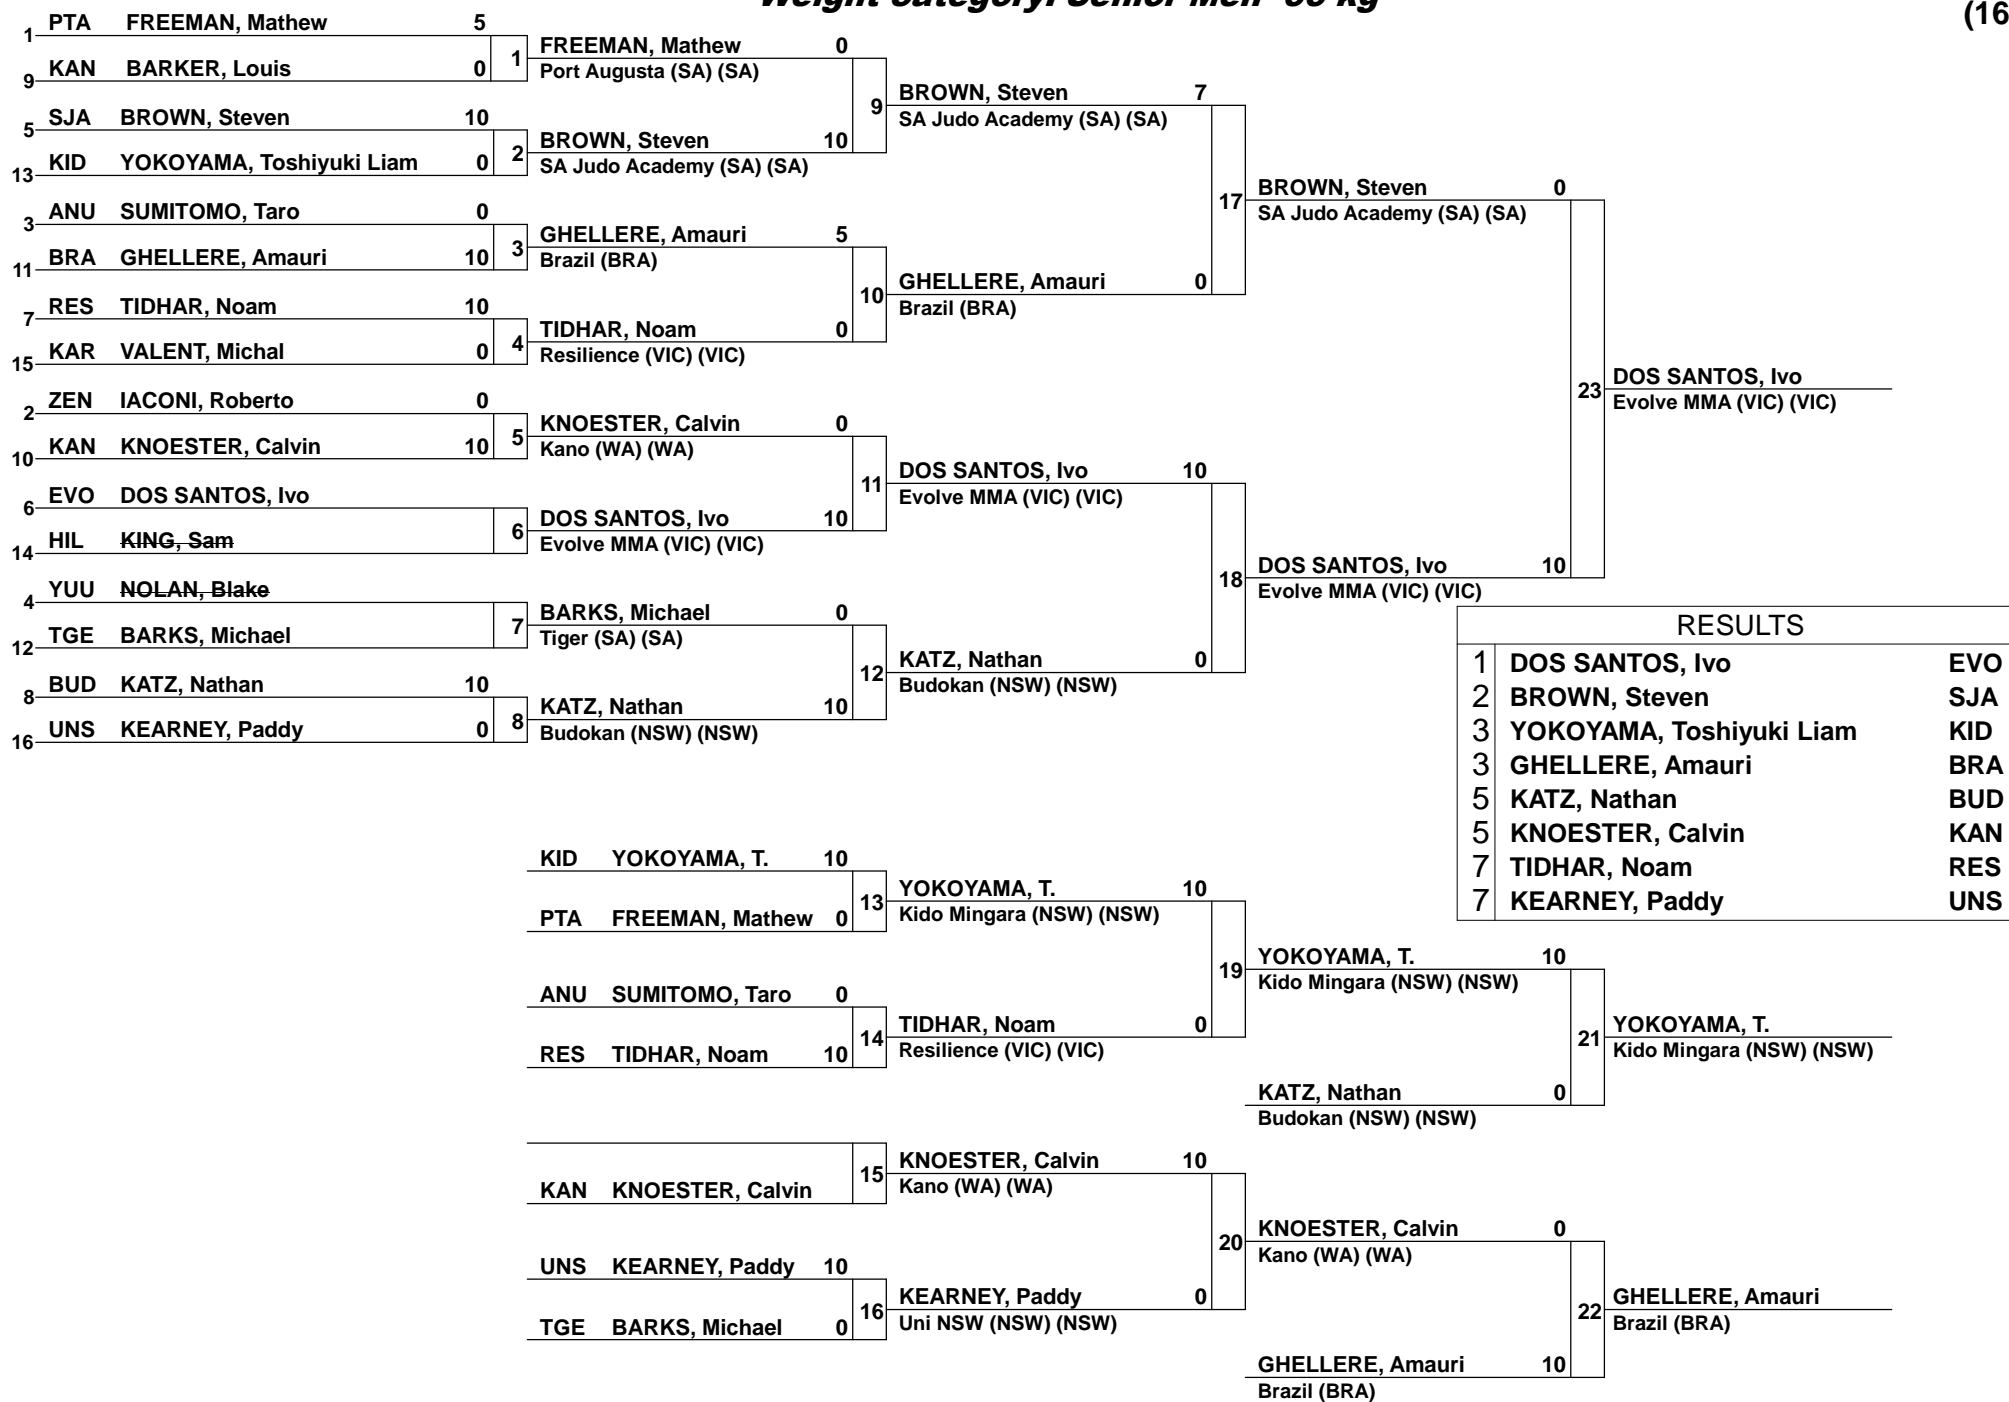 (16
1 PTA FREEMAN, Mathew 5
9 KAN BARKER, Louis 0
1
5 SJA BROWN, Steven 10
13 KID YOKOYAMA, Toshiyuki Liam 0
2
3 ANU SUMITOMO, Taro 0
11 BRA GHELLERE, Amauri 10
3
7 RES TIDHAR, Noam 10
15 KAR VALENT, Michal 0
4
2 ZEN IACONI, Roberto 0
10 KAN KNOESTER, Calvin 10
5
6 EVO DOS SANTOS, Ivo
14 HIL KING, Sam
6
4 YUU NOLAN, Blake
12 TGE BARKS, Michael
7
8 BUD KATZ, Nathan 10
16 UNS KEARNEY, Paddy 0
8
FREEMAN, Mathew 0
Port Augusta (SA) (SA)
9
BROWN, Steven 10
SA Judo Academy (SA) (SA)
GHELLERE, Amauri 5
Brazil (BRA)
10
TIDHAR, Noam 0
Resilience (VIC) (VIC)
KNOESTER, Calvin 0
Kano (WA) (WA)
11
DOS SANTOS, Ivo 10
Evolve MMA (VIC) (VIC)
BARKS, Michael 0
Tiger (SA) (SA)
12
KATZ, Nathan 10
Budokan (NSW) (NSW)
BROWN, Steven 7
SA Judo Academy (SA) (SA)
17
GHELLERE, Amauri 0
Brazil (BRA)
DOS SANTOS, Ivo 10
Evolve MMA (VIC) (VIC)
18
KATZ, Nathan 0
Budokan (NSW) (NSW)
BROWN, Steven 0
SA Judo Academy (SA) (SA)
23
DOS SANTOS, Ivo 10
Evolve MMA (VIC) (VIC)
DOS SANTOS, Ivo
Evolve MMA (VIC) (VIC)
RESULTS
1 DOS SANTOS, Ivo EVO
2 BROWN, Steven SJA
3 YOKOYAMA, Toshiyuki Liam KID
3 GHELLERE, Amauri BRA
5 KATZ, Nathan BUD
5 KNOESTER, Calvin KAN
7 TIDHAR, Noam RES
7 KEARNEY, Paddy UNS
KID YOKOYAMA, T. 10
13
PTA FREEMAN, Mathew 0
ANU SUMITOMO, Taro 0
14
RES TIDHAR, Noam 10
15
KAN KNOESTER, Calvin
UNS KEARNEY, Paddy 10
16
TGE BARKS, Michael 0
YOKOYAMA, T. 10
Kido Mingara (NSW) (NSW)
19
TIDHAR, Noam 0
Resilience (VIC) (VIC)
KNOESTER, Calvin 10
Kano (WA) (WA)
20
KEARNEY, Paddy 0
Uni NSW (NSW) (NSW)
YOKOYAMA, T. 10
Kido Mingara (NSW) (NSW)
21
KATZ, Nathan 0
Budokan (NSW) (NSW)
KNOESTER, Calvin 0
Kano (WA) (WA)
22
GHELLERE, Amauri 10
Brazil (BRA)
YOKOYAMA, T.
Kido Mingara (NSW) (NSW)
GHELLERE, Amauri
Brazil (BRA)